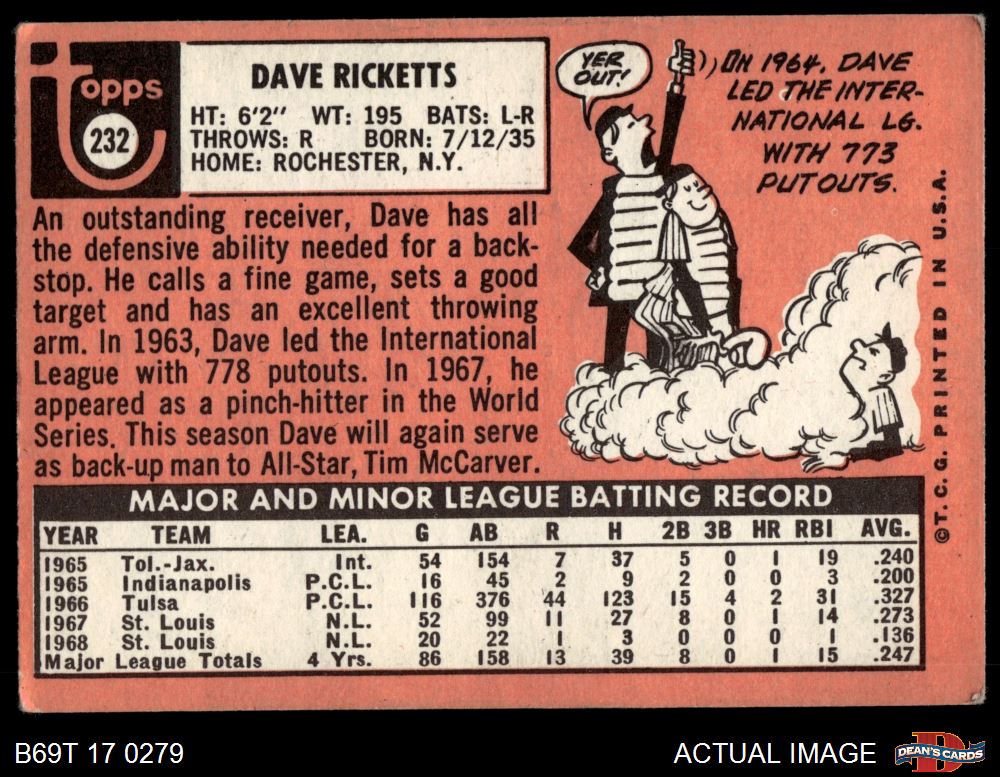 Topps
232
DAVE RICKETTS
HT: 6'2" WT: 195 BATS: L-R
THROWS: R BORN: 7/12/35
HOME: ROCHESTER, N.Y.
An outstanding receiver, Dave has all
the defensive ability needed for a back-
stop. He calls a fine game, sets a good
target and has an excellent throwing
arm. In 1963, Dave led the International
League with 778 putouts. In 1967, he
appeared as a pinch-hitter in the World
Series. This season Dave will again serve
as back-up man to All-Star, Tim McCarver.
YER
OUT!
IN 1964, DAVE
LED THE INTER-
NATIONAL LG.
WITH 773
PUTOUTS.
©T.C.G. PRINTED IN U.S.A.
MAJOR AND MINOR LEAGUE BATTING RECORD
YEAR TEAM LEA. G AB R H 2B 3B HR RBI AVG.
1965 Tol.-Jax. Int. 54 154 7 37 5 0 1 19 .240
1965 Indianapolis P.C.L. 16 45 2 9 2 0 0 3 .200
1966 Tulsa P.C.L. 116 376 44 123 15 4 2 31 .327
1967 St. Louis N.L. 52 99 11 27 8 0 1 14 .273
1968 St. Louis N.L. 20 22 1 3 0 0 0 1 .136
Major League Totals 4 Yrs. 86 158 13 39 8 0 1 15 .247
B69T 17 0279
ACTUAL IMAGE
D
DEAN'S CARDS